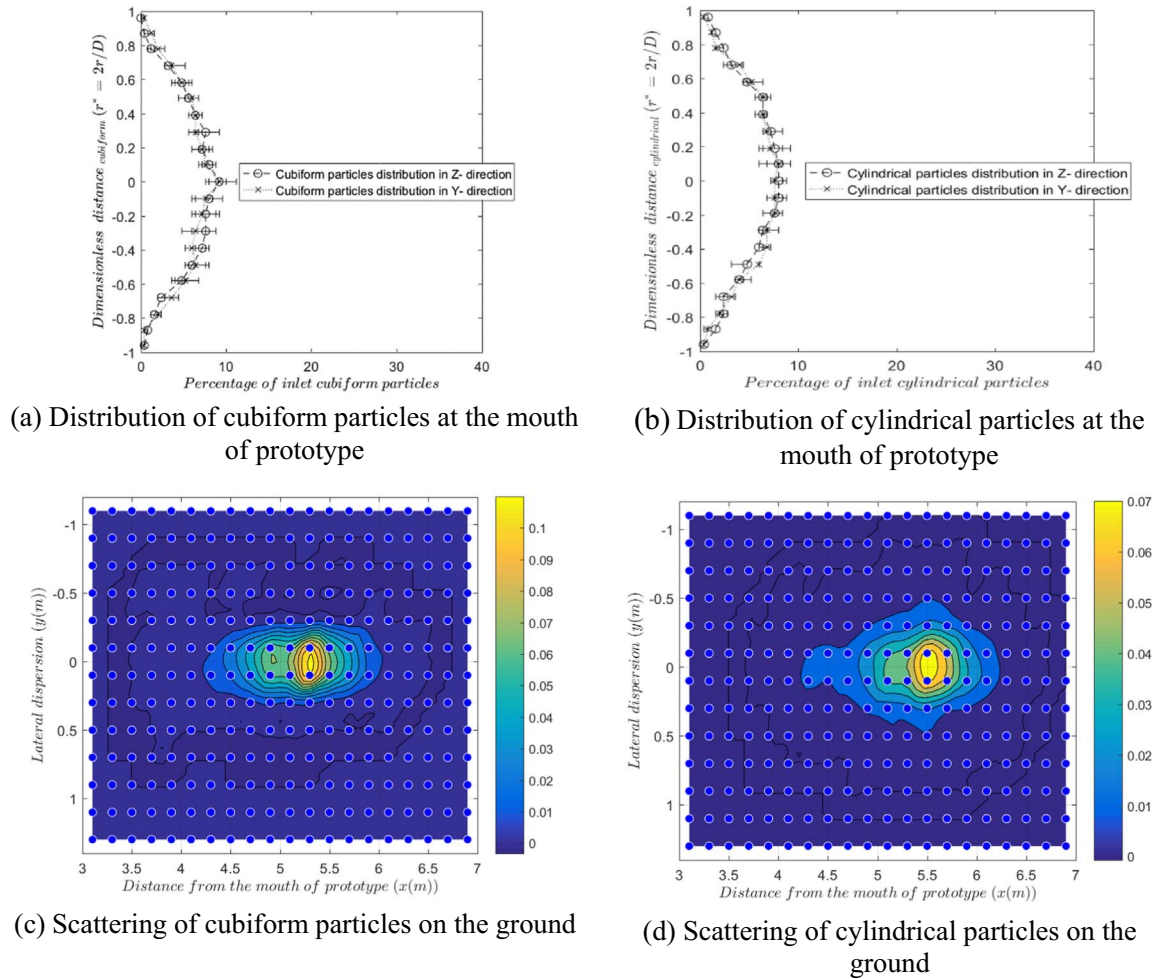 1
0.8
0.6
0.4
0.2
0
-0.2
-0.4
-0.6
-0.8
-1
Dimensionless distance cubiform (r* = 2r/D)
Cubiform particles distribution in Z- direction
Cubiform particles distribution in Y- direction
0 10 20 30 40
Percentage of inlet cubiform particles
(a) Distribution of cubiform particles at the mouth
of prototype
1
0.8
0.6
0.4
0.2
0
-0.2
-0.4
-0.6
-0.8
-1
Dimensionless distance cylindrical (r* = 2r/D)
Cylindrical particles distribution in Z- direction
Cylindrical particles distribution in Y- direction
0 10 20 30 40
Percentage of inlet cylindrical particles
(b) Distribution of cylindrical particles at the
mouth of prototype
-1
-0.5
0
0.5
1
Lateral dispersion (y(m))
3 3.5 4 4.5 5 5.5 6 6.5 7
Distance from the mouth of prototype (x(m))
0.1
0.09
0.08
0.07
0.06
0.05
0.04
0.03
0.02
0.01
0
(c) Scattering of cubiform particles on the ground
-1
-0.5
0
0.5
1
Lateral dispersion (y(m))
3 3.5 4 4.5 5 5.5 6 6.5 7
Distance from the mouth of prototype (x(m))
0.07
0.06
0.05
0.04
0.03
0.02
0.01
0
(d) Scattering of cylindrical particles on the
ground